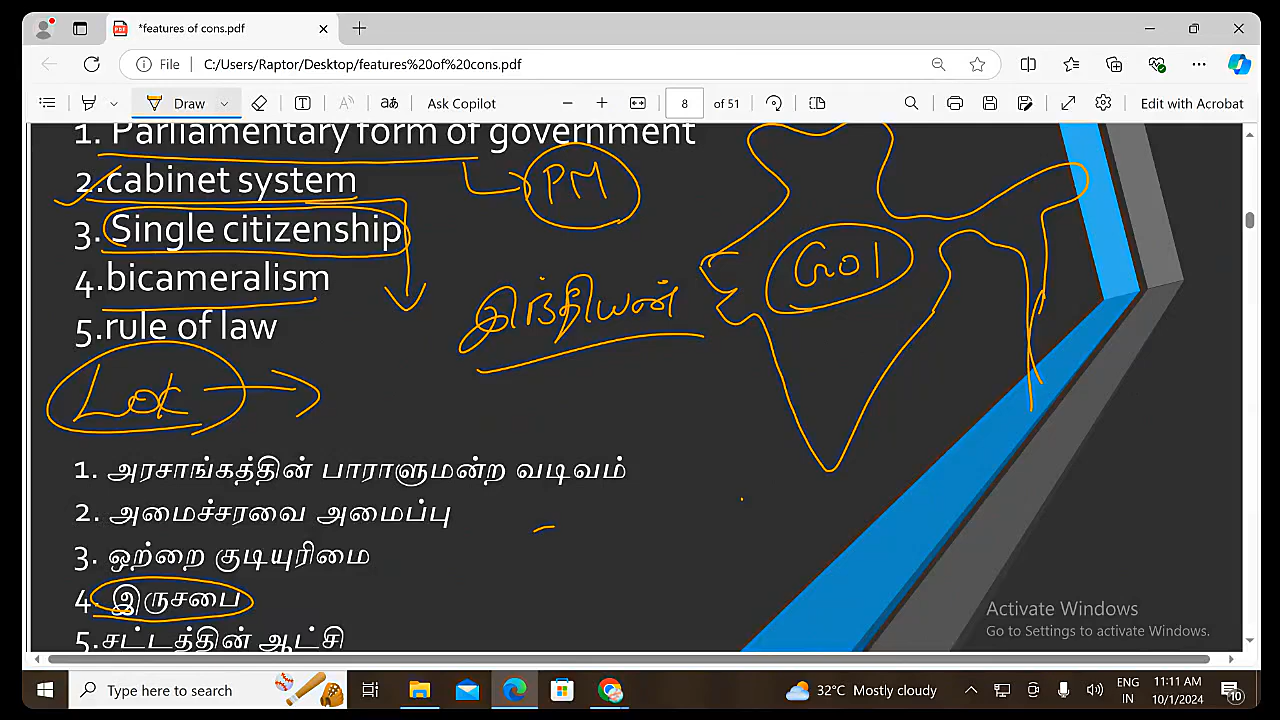 *features of cons.pdf
File C:/Users/Raptor/Desktop/features%20of%20cons.pdf
Draw Ask Copilot 8 of 51 Edit with Acrobat
1. Parliamentary form of government
2.cabinet system
PM
3. Single citizenship
GOI
4.bicameralism
இந்தியன்
5.rule of law
LOK
1. அரசாங்கத்தின் பாராளுமன்ற வடிவம்
2. அமைச்சரவை அமைப்பு
3. ஒற்றை குடியுரிமை
4. இருசபை
5.சட்டத்தின் ஆட்சி
Activate Windows
Go to Settings to activate Windows.
Type here to search
32°C Mostly cloudy
ENG
IN
11:11 AM
10/1/2024
10